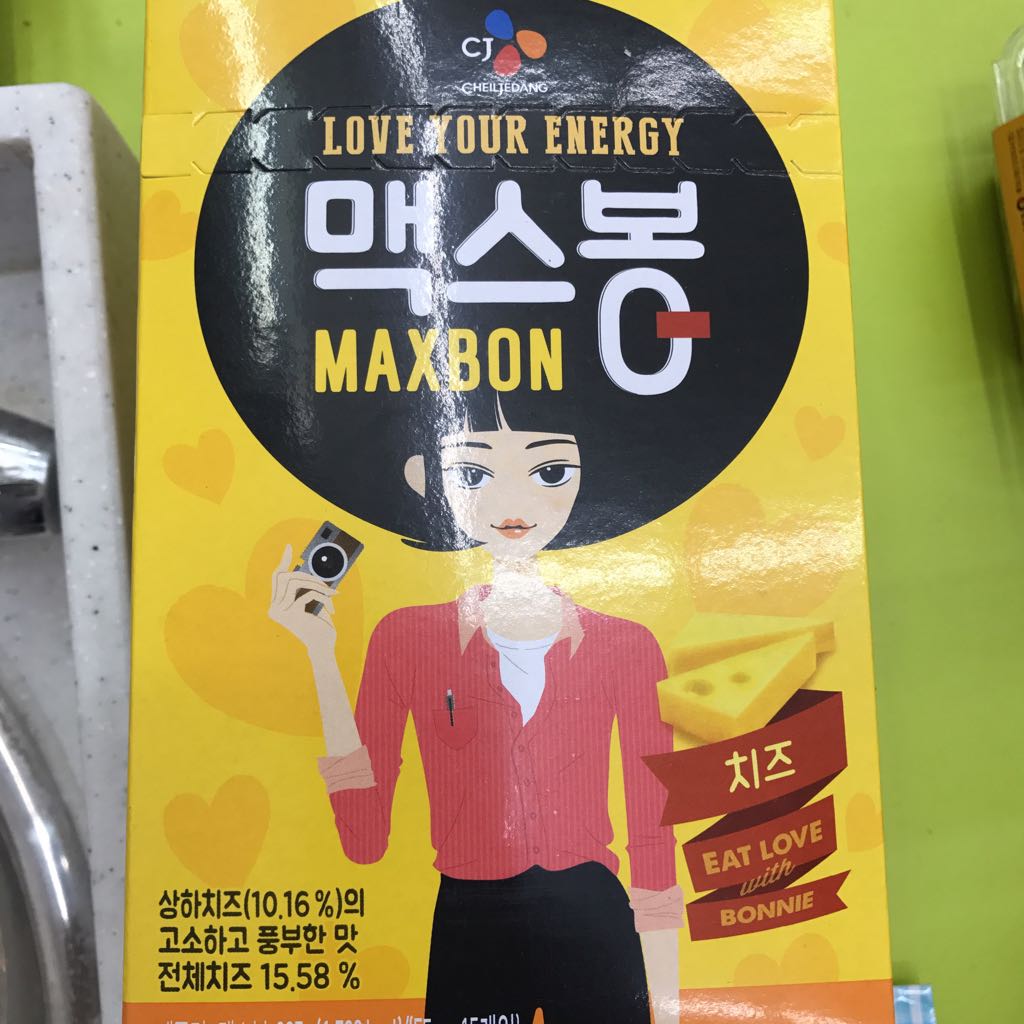 CJ
CHEILJEDANG
LOVE YOUR ENERGY
맥스봉
MAXBON
치즈
EAT LOVE
with
BONNIE
상하치즈(10.16 %)의
고소하고 풍부한 맛
전체치즈 15.58 %